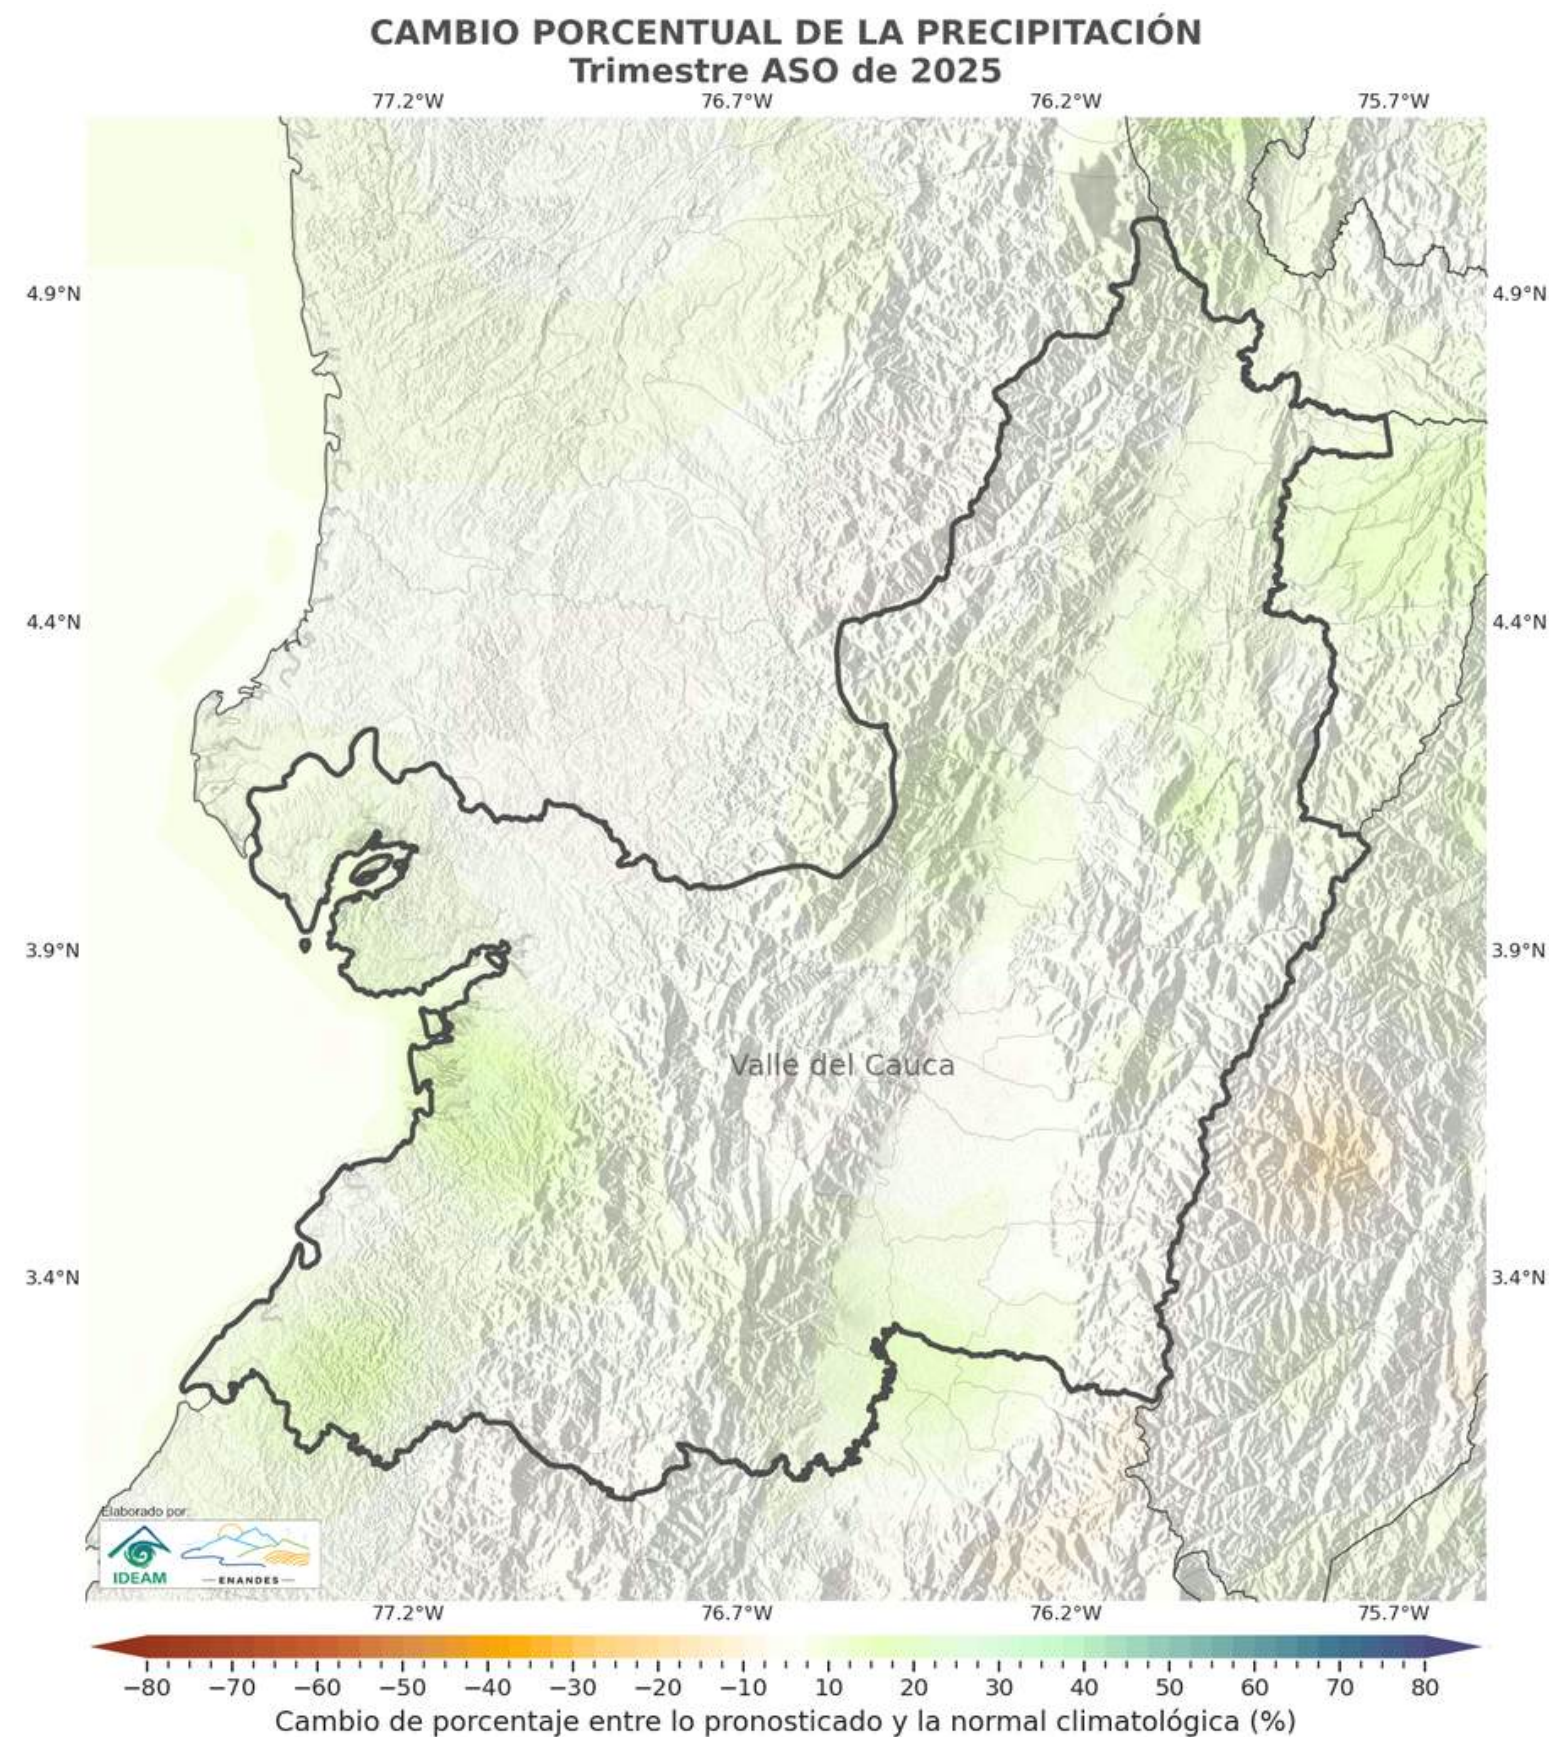 CAMBIO PORCENTUAL DE LA PRECIPITACIÓN
Trimestre ASO de 2025
77.2°W 76.7°W 76.2°W 75.7°W
4.9°N 4.9°N
4.4°N 4.4°N
3.9°N 3.9°N
Valle del Cauca
3.4°N 3.4°N
Elaborado por:
IDEAM ENANDES
77.2°W 76.7°W 76.2°W 75.7°W
−80 −70 −60 −50 −40 −30 −20 −10 10 20 30 40 50 60 70 80
Cambio de porcentaje entre lo pronosticado y la normal climatológica (%)